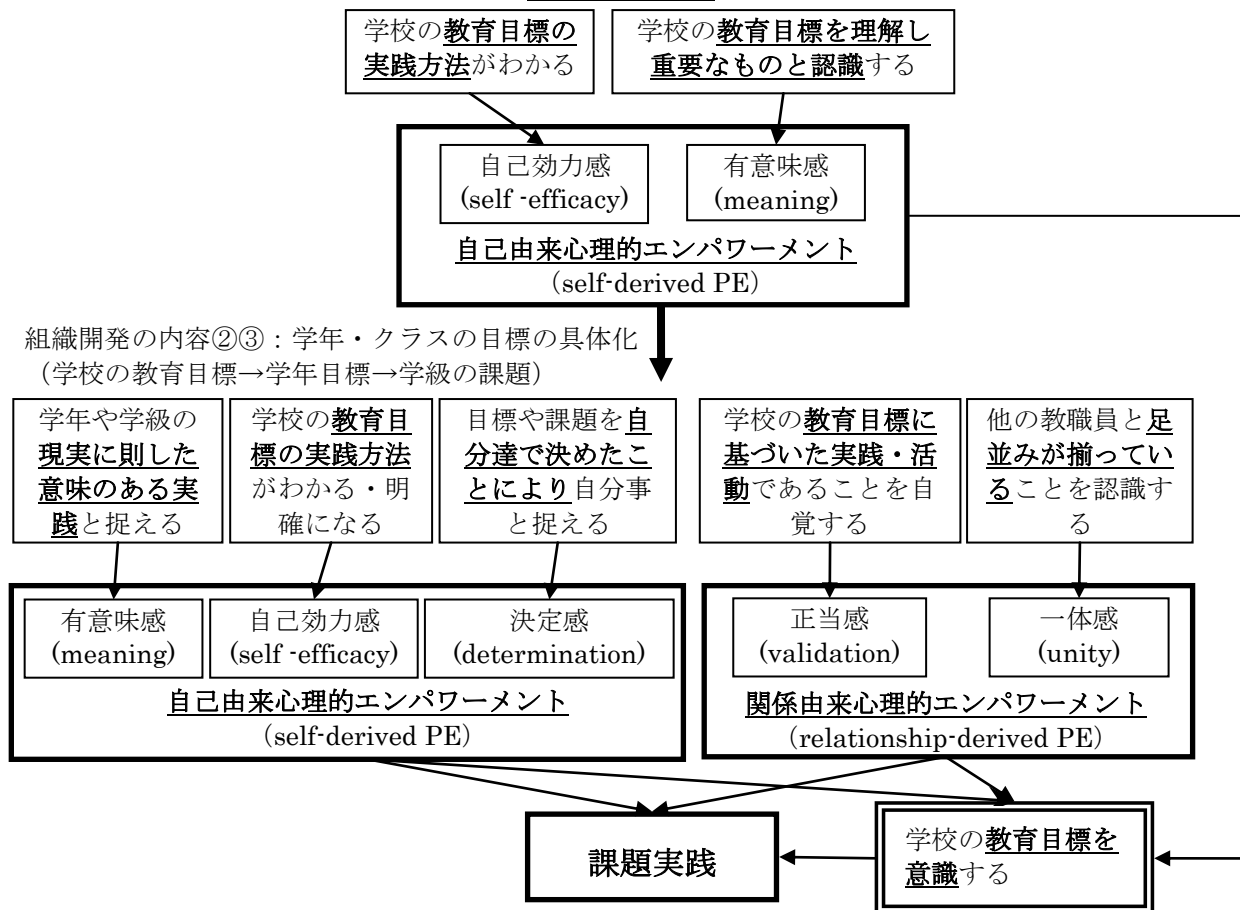 学校の教育目標の
実践方法がわかる
学校の教育目標を理解し
重要なものと認識する
自己効力感
(self -efficacy)
有意味感
(meaning)
自己由来心理的エンパワーメント
（self-derived PE）
組織開発の内容②③：学年・クラスの目標の具体化
（学校の教育目標→学年目標→学級の課題）
学年や学級の
現実に則した
意味のある実
践と捉える
学校の教育目
標の実践方法
がわかる・明
確になる
目標や課題を自
分達で決めたこ
とにより自分事
と捉える
学校の教育目標に
基づいた実践・活
動であることを自
覚する
他の教職員と足
並みが揃ってい
ることを認識す
る
有意味感
(meaning)
自己効力感
(self -efficacy)
決定感
(determination)
自己由来心理的エンパワーメント
（self-derived PE）
正当感
(validation)
一体感
(unity)
関係由来心理的エンパワーメント
（relationship-derived PE）
課題実践
学校の教育目標を
意識する